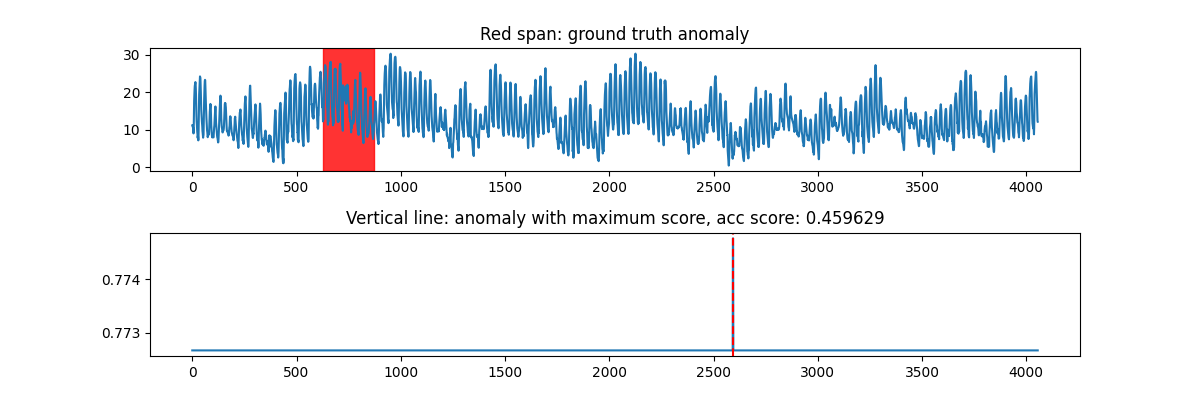 Red span: ground truth anomaly
30
20
10
0
0 500 1000 1500 2000 2500 3000 3500 4000
Vertical line: anomaly with maximum score, acc score: 0.459629
0.774
0.773
0 500 1000 1500 2000 2500 3000 3500 4000